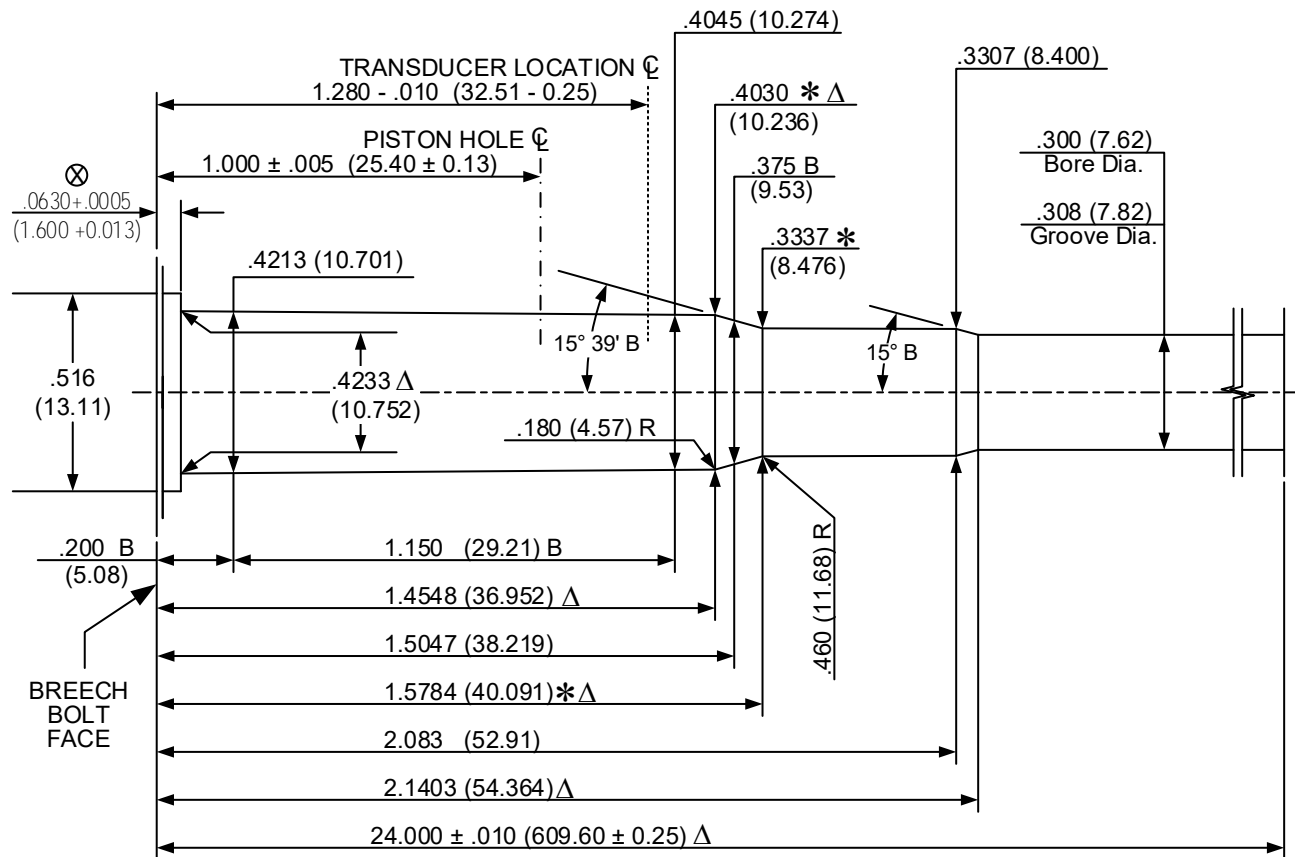 .4045 (10.274)
TRANSDUCER LOCATION ℄
1.280 - .010 (32.51 - 0.25)
.3307 (8.400)
.4030 * Δ
(10.236)
PISTON HOLE ℄
1.000 ± .005 (25.40 ± 0.13)
.300 (7.62)
Bore Dia.
⊗
.0630+.0005
(1.600 +0.013)
.375 B
(9.53)
.308 (7.82)
Groove Dia.
.3337 *
(8.476)
.4213 (10.701)
15° 39' B
15° B
.516
(13.11)
.4233 Δ
(10.752)
.180 (4.57) R
.460 (11.68) R
.200 B
(5.08)
1.150 (29.21) B
1.4548 (36.952) Δ
1.5047 (38.219)
BREECH
BOLT
FACE
1.5784 (40.091) * Δ
2.083 (52.91)
2.1403 (54.364) Δ
24.000 ± .010 (609.60 ± 0.25) Δ